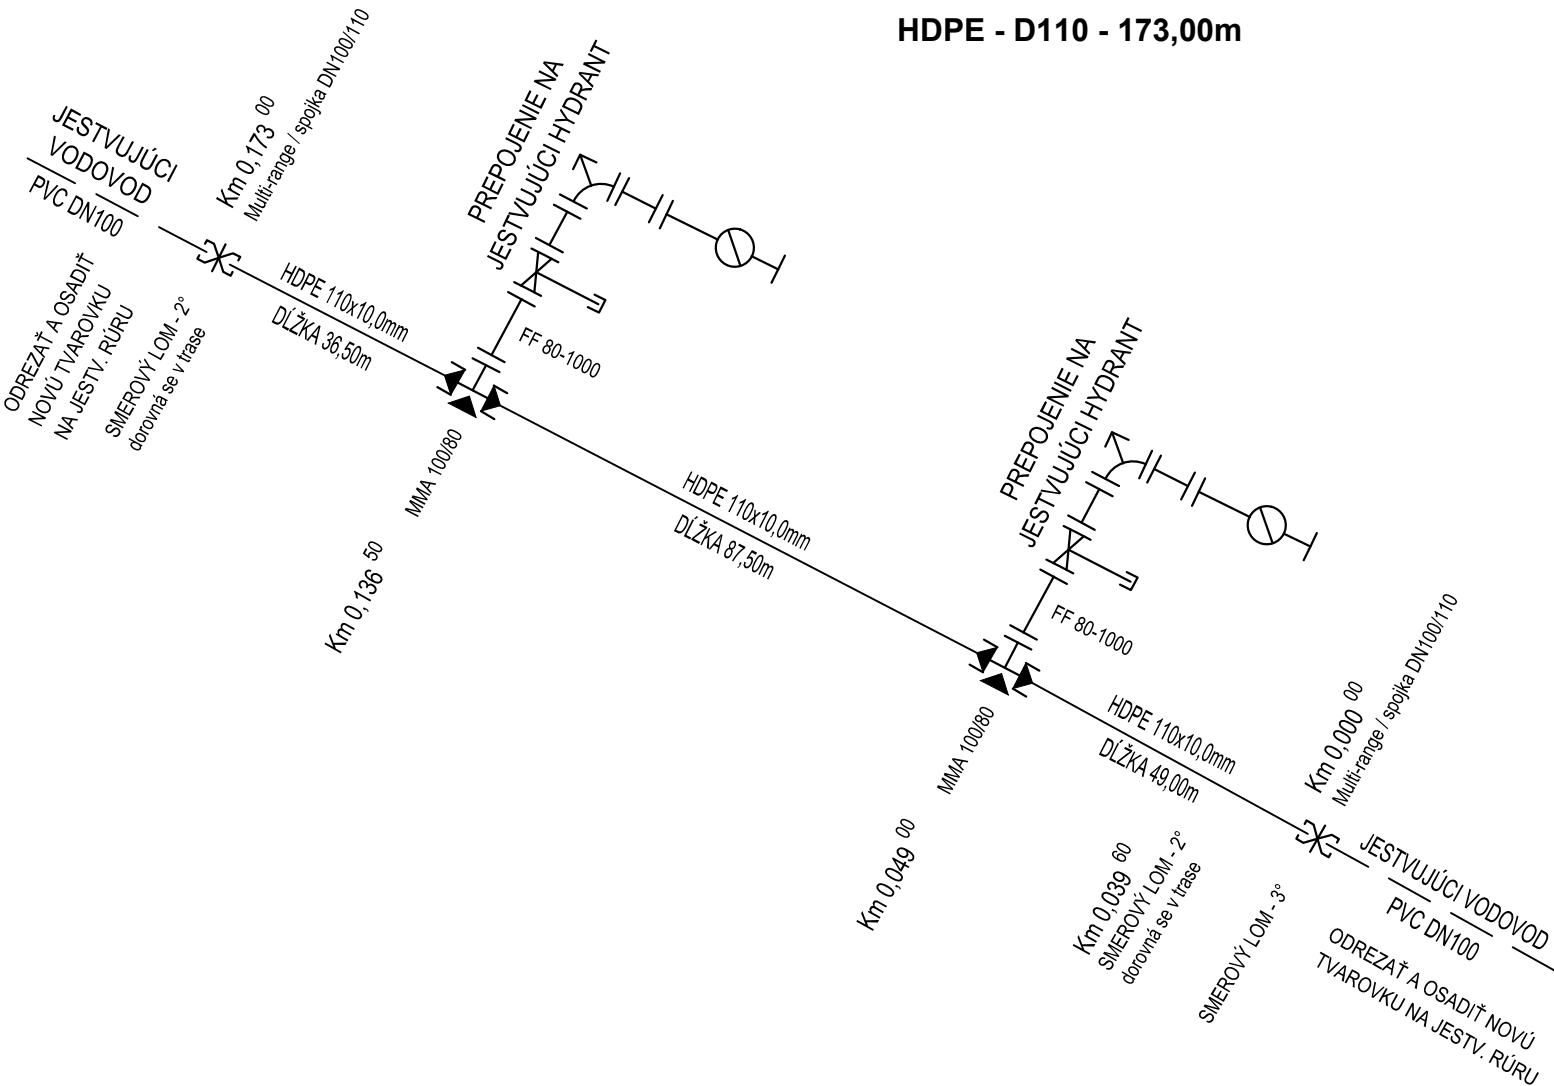 HDPE - D110 - 173,00m
JESTVUJÚCI
VODOVOD
PVC DN100
Km 0,173 00
Multi-range / spojka DN100/110
ODREZAŤ A OSADIŤ
NOVÚ TVAROVKU
NA JESTV. RÚRU
SMEROVÝ LOM - 2°
dorovná se v trase
HDPE 110x10,0mm
DĹŽKA 36,50m
PREPOJENIE NA
JESTVUJÚCI HYDRANT
FF 80-1000
MMA 100/80
Km 0,136 50
HDPE 110x10,0mm
DĹŽKA 87,50m
PREPOJENIE NA
JESTVUJÚCI HYDRANT
FF 80-1000
MMA 100/80
Km 0,049 00
HDPE 110x10,0mm
DĹŽKA 49,00m
Km 0,039 60
SMEROVÝ LOM - 2°
dorovná se v trase
SMEROVÝ LOM - 3°
Km 0,000 00
Multi-range / spojka DN100/110
JESTVUJÚCI VODOVOD
PVC DN100
ODREZAŤ A OSADIŤ NOVÚ
TVAROVKU NA JESTV. RÚRU